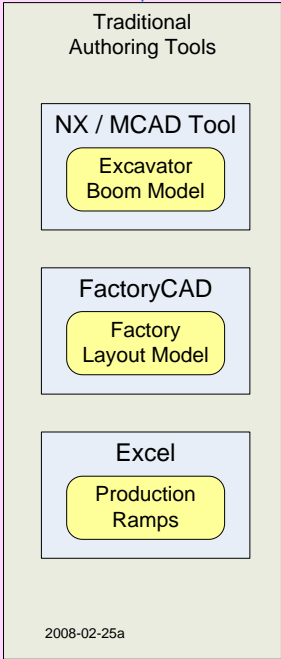 Traditional
Authoring Tools
NX / MCAD Tool
Excavator
Boom Model
FactoryCAD
Factory
Layout Model
Excel
Production
Ramps
2008-02-25a